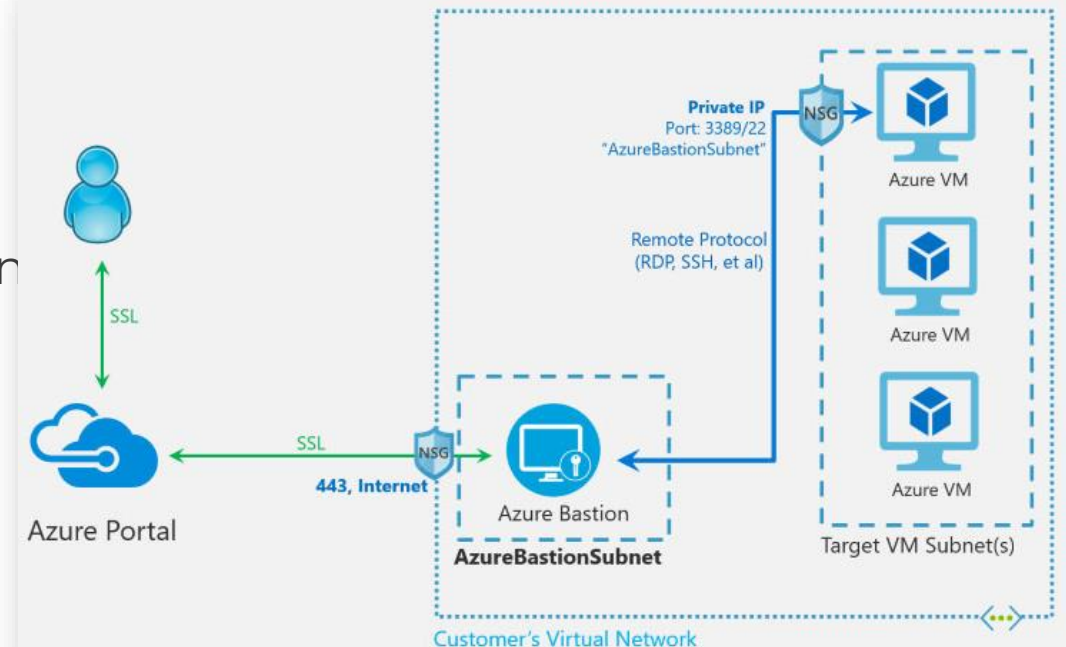 Private IP
Port: 3389/22
"AzureBastionSubnet"
NSG
Azure VM
Remote Protocol
(RDP, SSH, et al)
Azure VM
n
SSL
SSL
NSG
443, Internet
Azure Portal
Azure Bastion
AzureBastionSubnet
Azure VM
Target VM Subnet(s)
Customer's Virtual Network